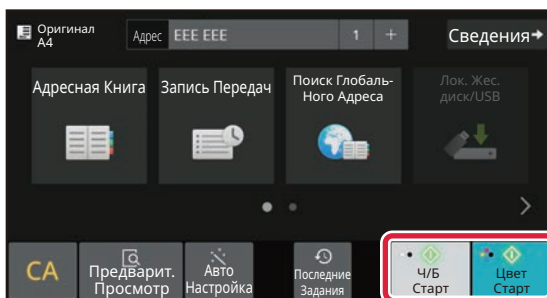 Оригинал
A4
Адрес EEE EEE 1 +
Сведения
Адресная Книга
Запись Передач
Поиск Глобаль-
Ного Адреса
Лок. Жес.
диск/USB
CA
Предварит.
Просмотр
Авто
Настройка
Последние
Задания
Ч/Б
Старт
Цвет
Старт